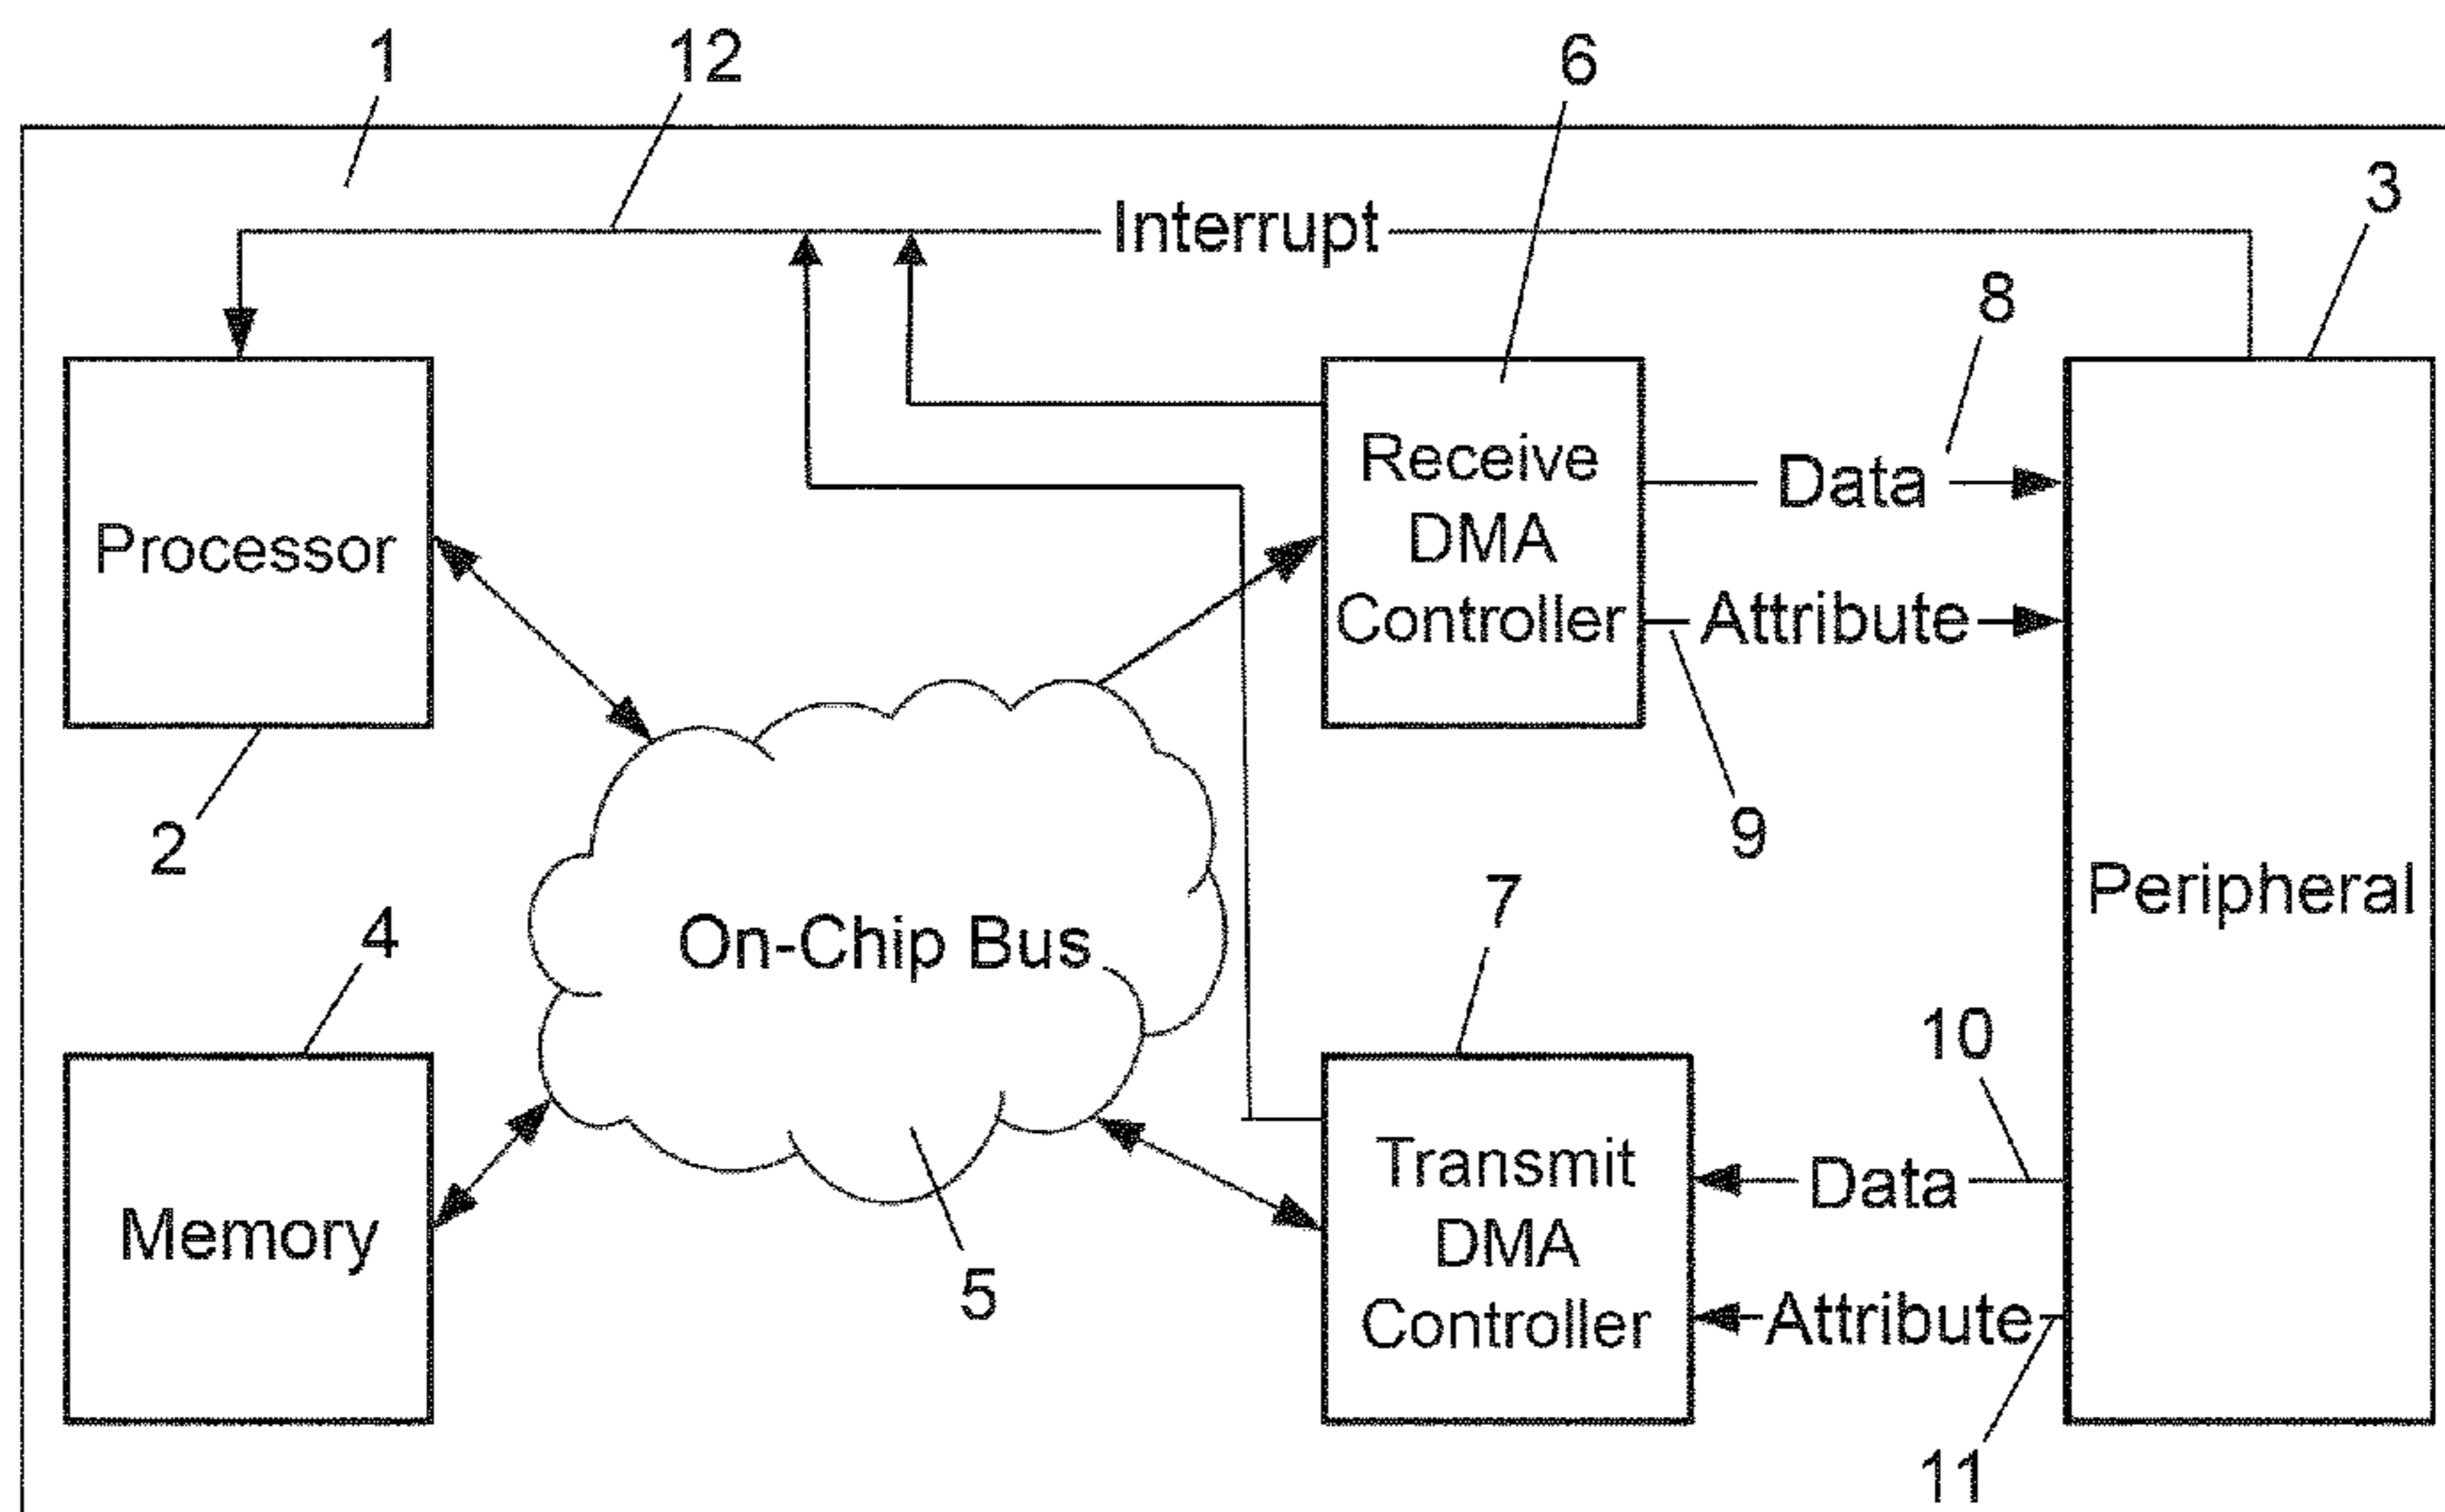 1
12
6
3
Interrupt
8
Receive
DMA
Controller
Data
Attribute
Processor
2
9
Peripheral
On-Chip Bus
4
7
10
Memory
5
Transmit
DMA
Controller
Data
Attribute
11